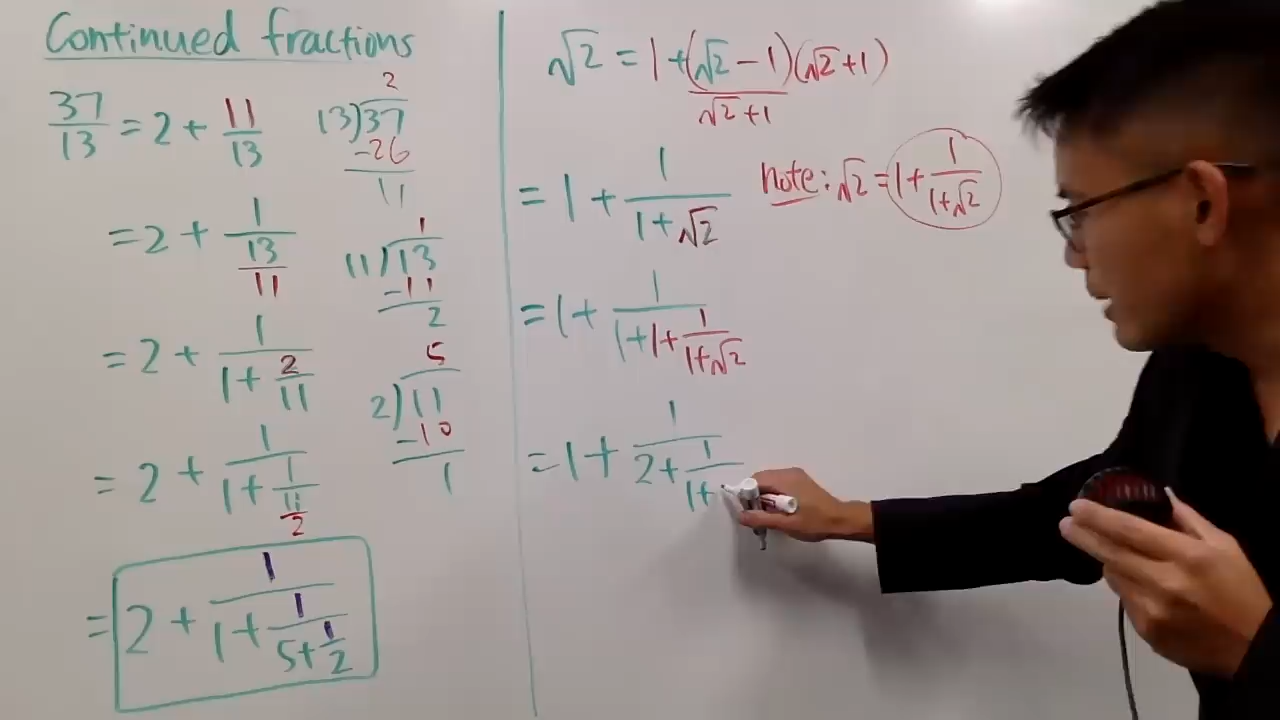 Continued fractions
37/13 = 2 + 11/13
13)37
2
-26
11
= 2 + 1/(13/11)
11)13
1
-11
2
= 2 + 1/(1+2/11)
2)11
5
-10
1
= 2 + 1/(1+1/(11/2))
= 2 + 1/(1+1/(5+1/2))
√2 = 1+(√2-1)(√2+1)/(√2+1)
= 1 + 1/(1+√2)
note: √2=1+1/(1+√2)
= 1+ 1/(1+1+1/(1+√2))
= 1+ 1/(2+1/(1+